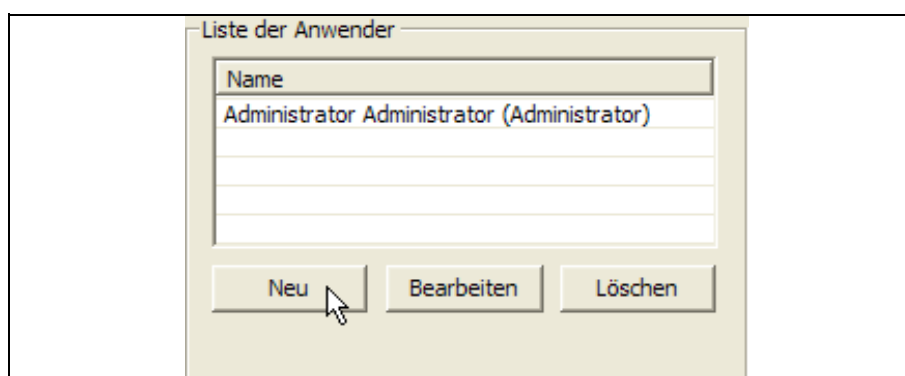 Liste der Anwender
Name
Administrator Administrator (Administrator)
Neu Bearbeiten Löschen